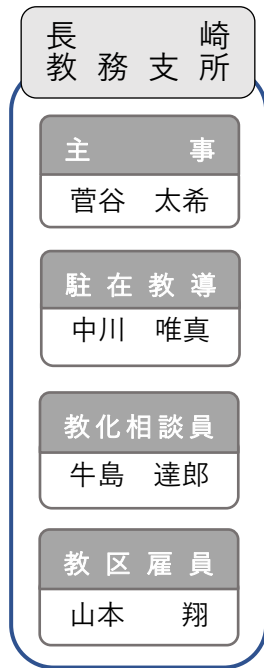 長　　崎
教務支所
主　　事
菅谷　太希
駐在教導
中川　唯真
教化相談員
牛島　達郎
教区雇員
山本　　翔